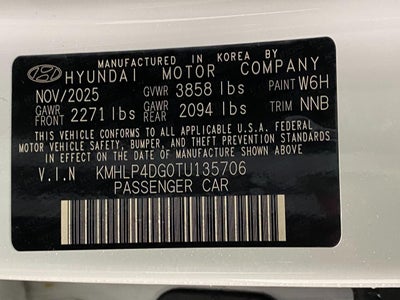 MANUFACTURED IN KOREA BY
HYUNDAI MOTOR COMPANY
NOV/2025 GVWR 3858 lbs PAINT W6H
GAWR FRONT 2271 lbs GAWR REAR 2094 lbs TRIM NNB
THIS VEHICLE CONFORMS TO ALL APPLICABLE U.S.A FEDERAL
MOTOR VEHICLE SAFETY, BUMPER, AND THEFT PREVENTION STANDARDS
IN EFFECT ON THE DATE OF MANUFACTURE SHOWN ABOVE.
V.I.N KMHLP4DG0TU135706
PASSENGER CAR